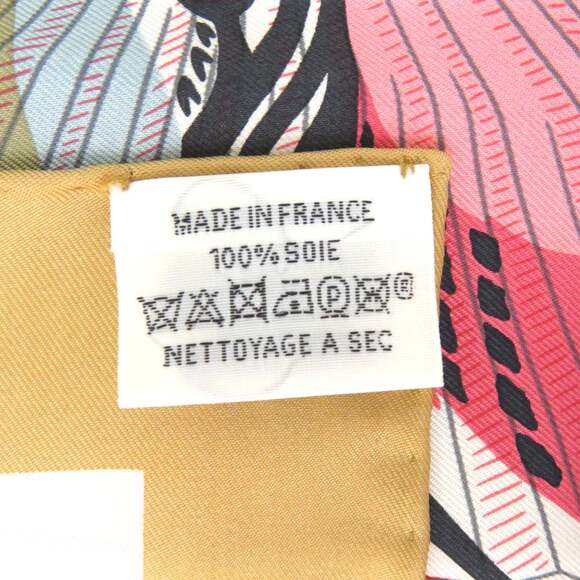 MADE IN FRANCE
100% SOIE
P ®
NETTOYAGE A SEC